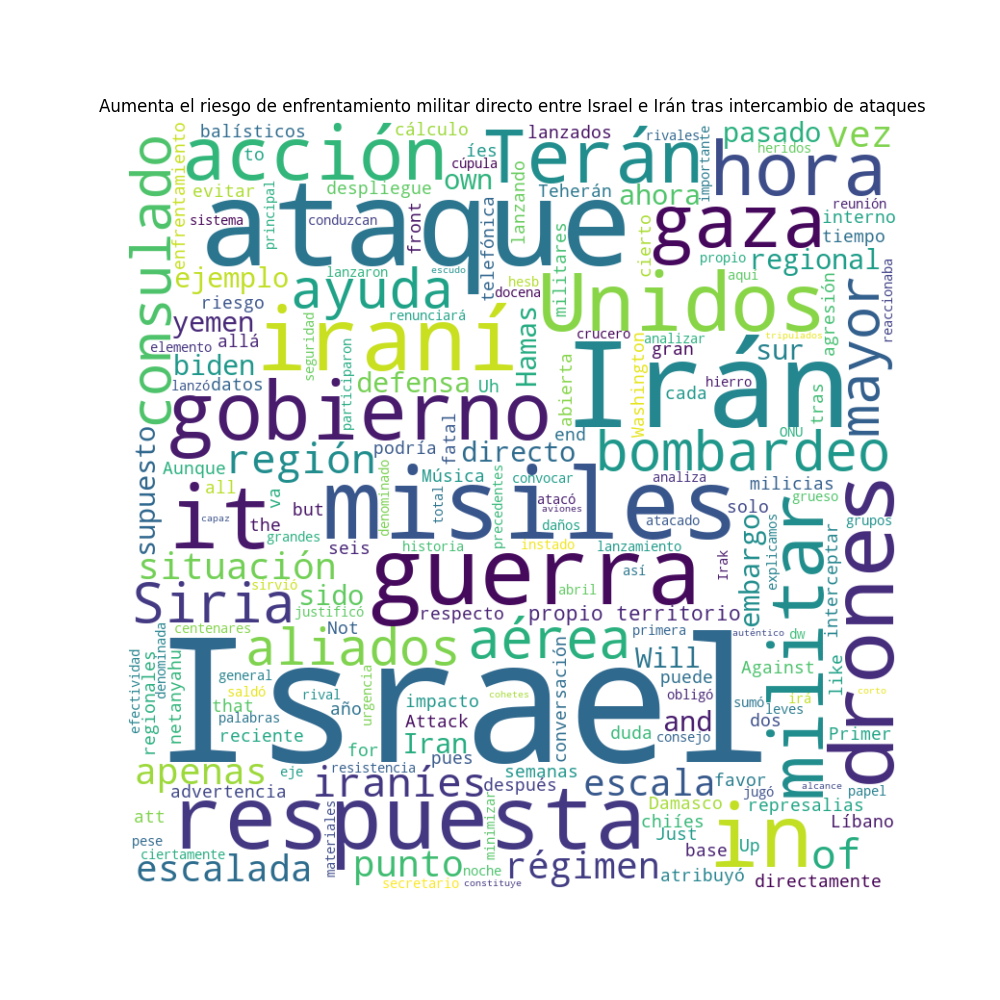 Aumenta el riesgo de enfrentamiento militar directo entre Israel e Irán tras intercambio de ataques
balísticos
cálculo
lanzados
rivales
importante
pasado
vez
to
acción
íes
cúpula
Terán
heridos
hora
enfrentamiento
evitar
principal
despliegue
own
lanzando
Teherán
ahora
reunión
consulado
sistema
conduzcan
front
telefónica
ataque
militares
cierto
gaza
interno
tiempo
ejemplo
lanzaron
escudo
hesb
docena
propio
regional
aquí
agresión
reaccionaba
riesgo
ayuda
renunciará
Unidos
mayor
yemen
iraní
Hamas
crucero
analizar
tripulados
elemento
allá
seguridad
participaron
gran
sur
biden
Washington
lanzó
datos
defensa
Uh
abierta
Irán
cada
hierro
tras
gobierno
fatal
end
ONU
supuesto
Aunque
región
podría
directo
bombardeo
va
denominado
Música
precedentes
convocar
analiza
milicias
all
it
capaz
the
but
total
misiles
atacó
aviones
solo
grueso
drones
grandes
seis
historia
daños
instado
atacado
embargo
explicamos
grupos
lanzamiento
situación
guerra
así
Irak
militar
interceptar
sirvió
sido
abril
Siria
justificó
respecto
propio territorio
centenares
Not
primera
auténtico
dw
efectividad
denominada
regionales
netanyahu
aliados
aérea
conversación
Will
puede
Against
like
general
saldó
rival
urgencia
cohetes
obligó
irá
corto
that
palabras
año
impacto
sumó
leves
Israel
reciente
Attack
and
dos
for
Iran
duda
consejo
Primer
pues
apenas
eje
resistencia
semanas
iraníes
después
escala
favor
jugó
alcance
papel
advertencia
Damasco
represalias
att
respuesta
minimizar
chiíes
Líbano
materiales
Just
in
pese
base
Up
of
ciertamente
escalada
punto
noche
régimen
atribuyó
secretario
constituye
directamente